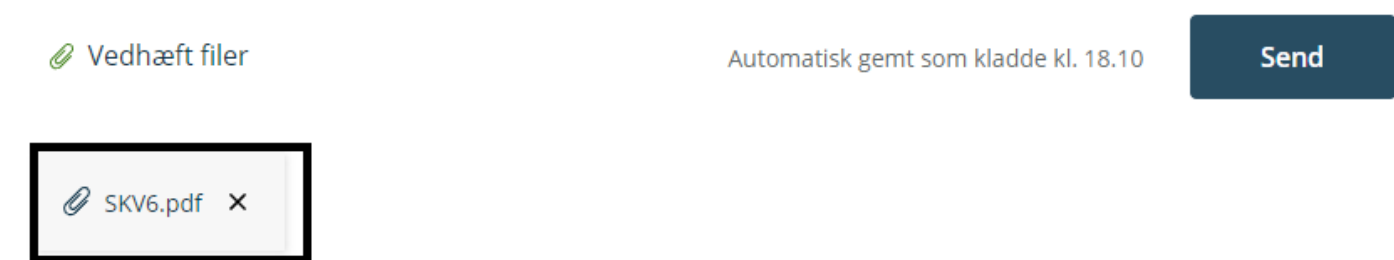 Vedhæft filer
Automatisk gemt som kladde kl. 18.10
Send
SKV6.pdf